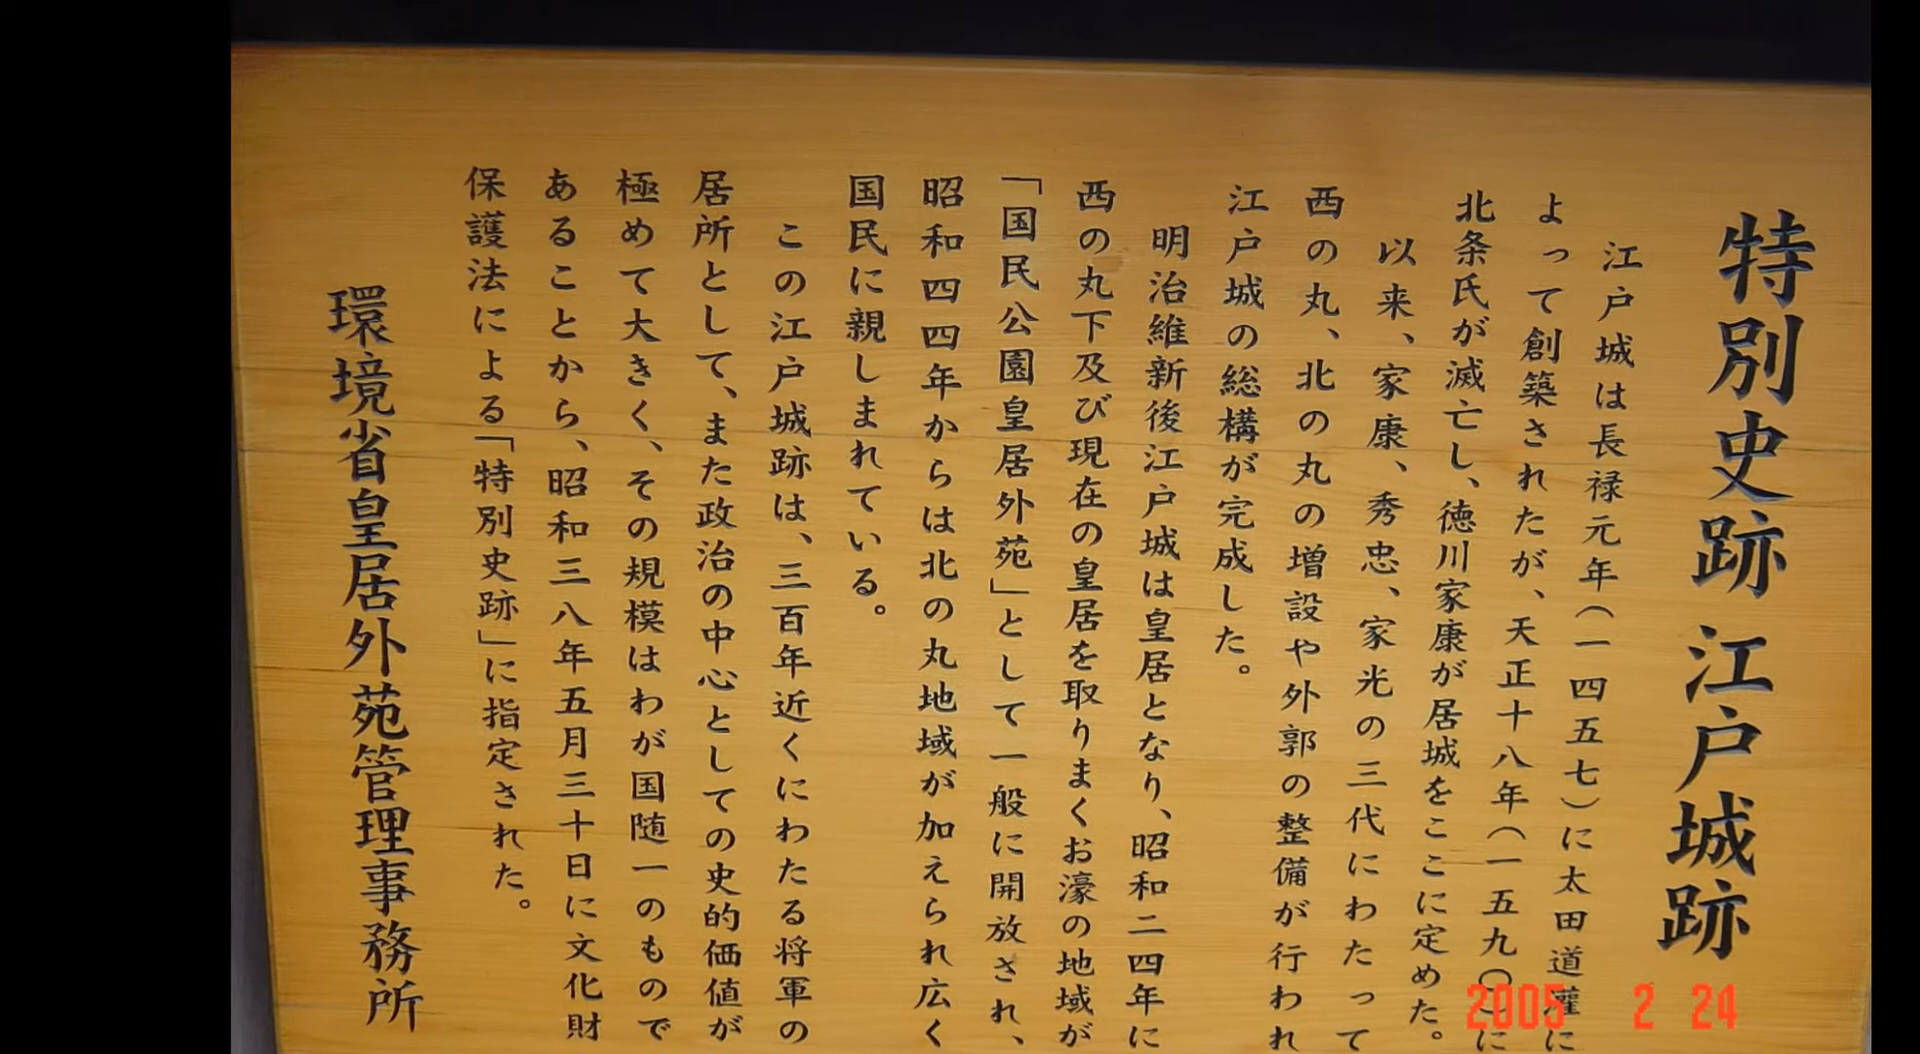 特別史跡 江戸城跡
江戸城は長禄元年(一四五七)に太田道灌に
よって創築されたが、天正十八年(一五九〇)に
北条氏が滅亡し、徳川家康が居城をここに定めた。
以来、家康、秀忠、家光の三代にわたって
西の丸、北の丸の増設や外郭の整備が行われ
江戸城の総構が完成した。
明治維新後江戸城は皇居となり、昭和二四年に
西の丸下及び現在の皇居を取りまくお濠の地域が
「国民公園皇居外苑」として一般に開放され、
昭和四四年からは北の丸地域が加えられ広く
国民に親しまれている。
この江戸城跡は、三百年近くにわたる将軍の
居所として、また政治の中心としての史的価値が
極めて大きく、その規模はわが国随一のもので
あることから、昭和三八年五月三十日に文化財
保護法による「特別史跡」に指定された。
環境省皇居外苑管理事務所
2005 2 24